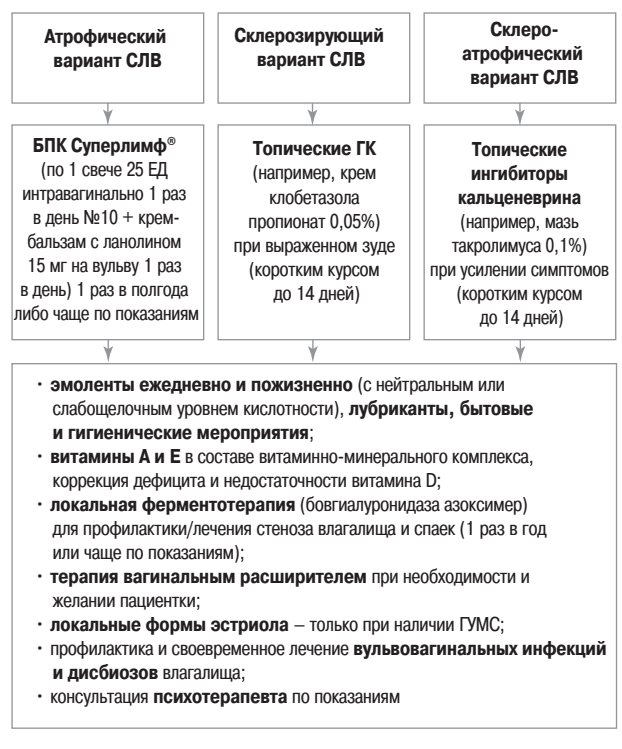 Атрофический
вариант СЛВ
Склерозирующий
вариант СЛВ
Склеро-
атрофический
вариант СЛВ
БПК Суперлимф®
(по 1 свече 25 ЕД
интравагинально 1 раз
в день №10 + крем-
бальзам с ланолином
15 мг на вульву 1 раз
в день) 1 раз в полгода
либо чаще по показаниям
Топические ГК
(например, крем
клобетазола
пропионат 0,05%)
при выраженном зуде
(коротким курсом
до 14 дней)
Топические
ингибиторы
кальценеврина
(например, мазь
такролимуса 0,1%)
при усилении симптомов
(коротким курсом
до 14 дней)
· эмоленты ежедневно и пожизненно (с нейтральным или
слабощелочным уровнем кислотности), лубриканты, бытовые
и гигиенические мероприятия;
· витамины А и Е в составе витаминно-минерального комплекса,
коррекция дефицита и недостаточности витамина D;
· локальная ферментотерапия (бовгиалуронидаза азоксимер)
для профилактики/лечения стеноза влагалища и спаек (1 раз в год
или чаще по показаниям);
· терапия вагинальным расширителем при необходимости и
желании пациентки;
· локальные формы эстриола – только при наличии ГУМС;
· профилактика и своевременное лечение вульвовагинальных инфекций
и дисбиозов влагалища;
· консультация психотерапевта по показаниям